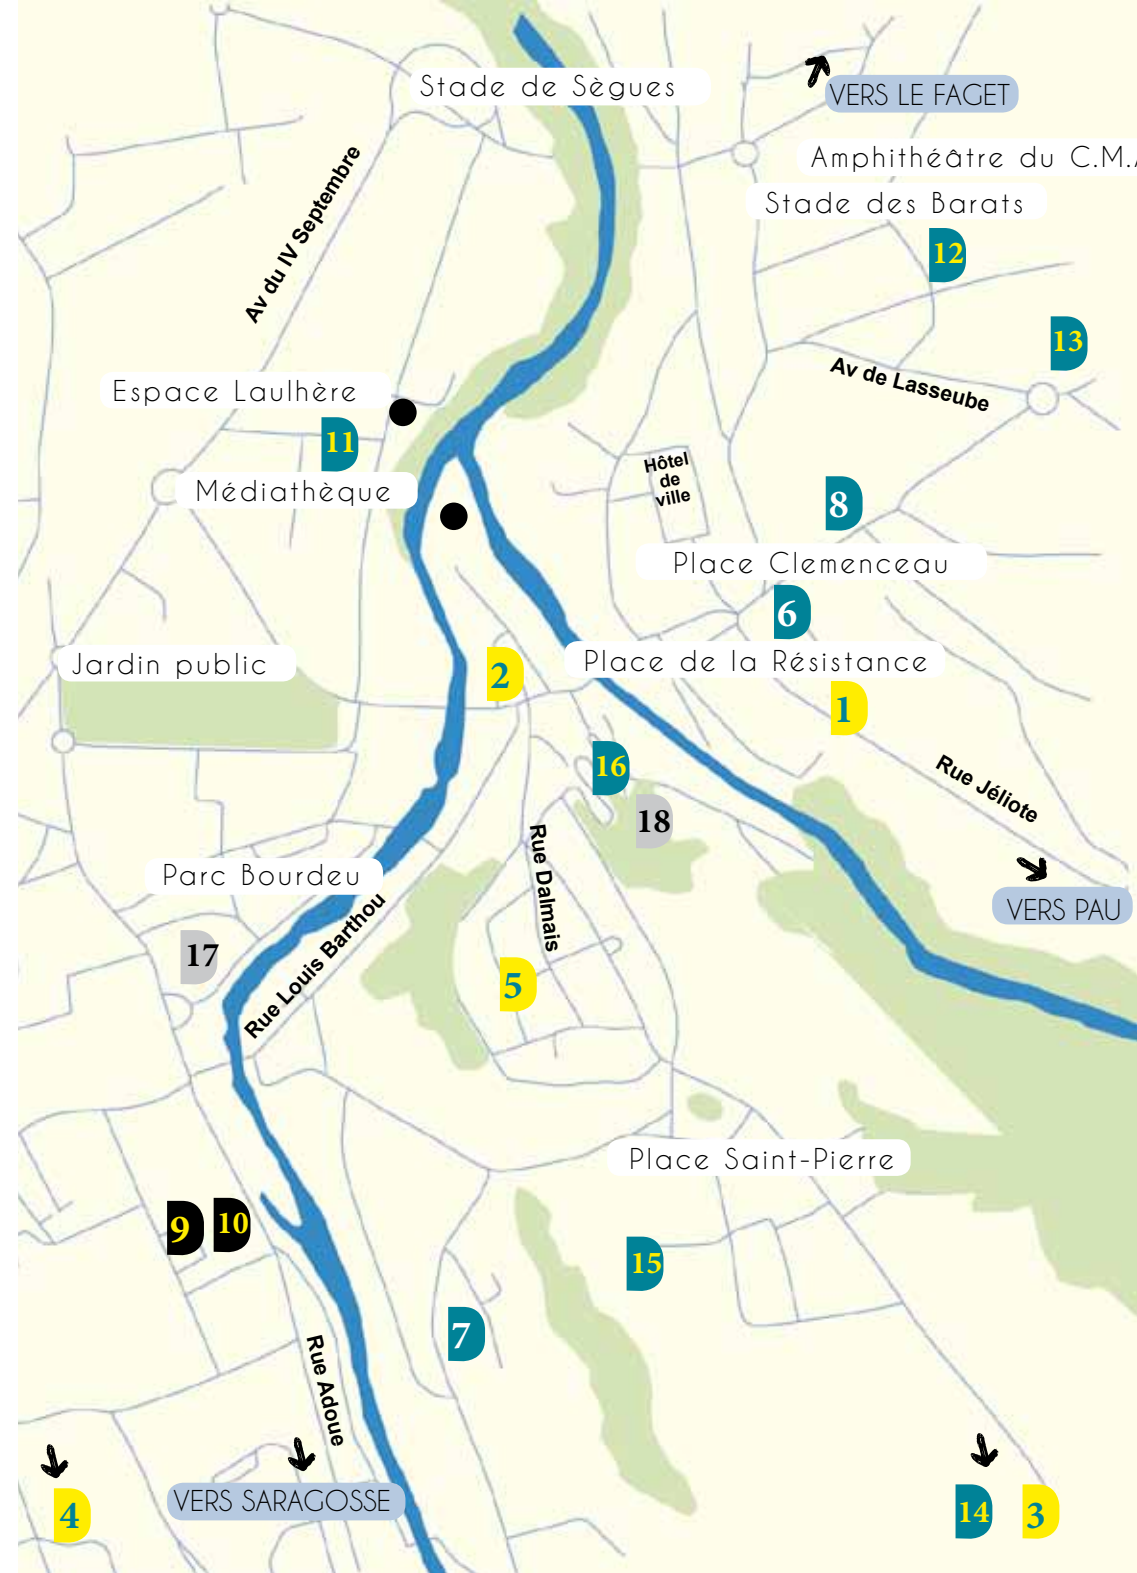 Stade de Sègues
VERS LE FAGET
Amphithéâtre du C.M.
Stade des Barats
12
Av du IV Septembre
13
Av de Lasseube
Espace Laulhère
11
Hôtel
de
ville
Médiathèque
8
Place Clemenceau
6
Jardin public
2
Place de la Résistance
1
16
Rue Jéliote
18
Rue Dalmais
Parc Bourdeu
VERS PAU
17
Rue Louis Barthou
5
Place Saint-Pierre
9
10
15
7
Rue Adoue
VERS SARAGOSSE
4
14
3